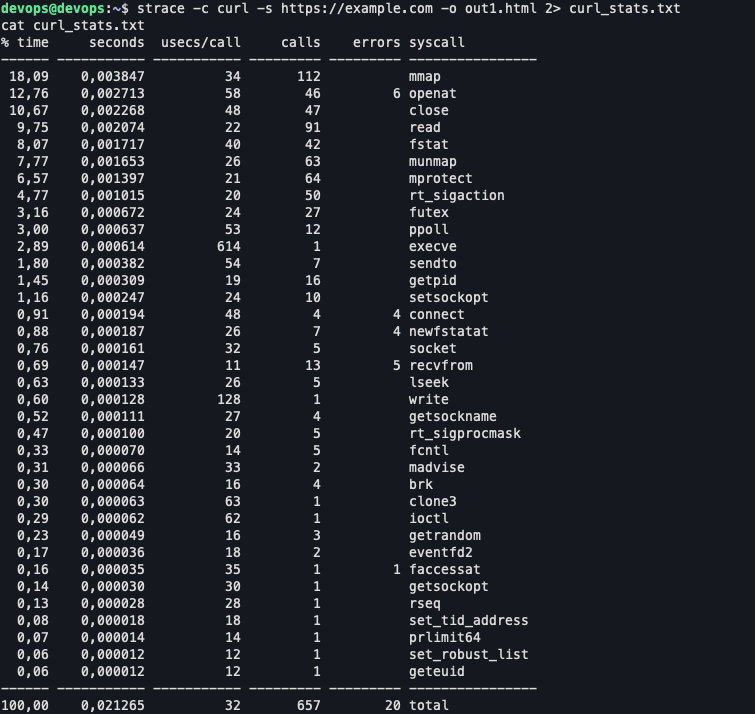 devops@devops:~$ strace -c curl -s https://example.com -o out1.html 2> curl_stats.txt
cat curl_stats.txt
% time     seconds  usecs/call     calls    errors syscall
------ ----------- ----------- --------- --------- ----------------
 18,09    0,003847          34       112           mmap
 12,76    0,002713          58        46         6 openat
 10,67    0,002268          48        47           close
  9,75    0,002074          22        91           read
  8,07    0,001717          40        42           fstat
  7,77    0,001653          26        63           munmap
  6,57    0,001397          21        64           mprotect
  4,77    0,001015          20        50           rt_sigaction
  3,16    0,000672          24        27           futex
  3,00    0,000637          53        12           ppoll
  2,89    0,000614         614         1           execve
  1,80    0,000382          54         7           sendto
  1,45    0,000309          19        16           getpid
  1,16    0,000247          24        10           setsockopt
  0,91    0,000194          48         4         4 connect
  0,88    0,000187          26         7         4 newfstatat
  0,76    0,000161          32         5           socket
  0,69    0,000147          11        13         5 recvfrom
  0,63    0,000133          26         5           lseek
  0,60    0,000128         128         1           write
  0,52    0,000111          27         4           getsockname
  0,47    0,000100          20         5           rt_sigprocmask
  0,33    0,000070          14         5           fcntl
  0,31    0,000066          33         2           madvise
  0,30    0,000064          16         4           brk
  0,30    0,000063          63         1           clone3
  0,29    0,000062          62         1           ioctl
  0,23    0,000049          16         3           getrandom
  0,17    0,000036          18         2           eventfd2
  0,16    0,000035          35         1         1 faccessat
  0,14    0,000030          30         1           getsockopt
  0,13    0,000028          28         1           rseq
  0,08    0,000018          18         1           set_tid_address
  0,07    0,000014          14         1           prlimit64
  0,06    0,000012          12         1           set_robust_list
  0,06    0,000012          12         1           geteuid
------ ----------- ----------- --------- --------- ----------------
100,00    0,021265          32       657        20 total